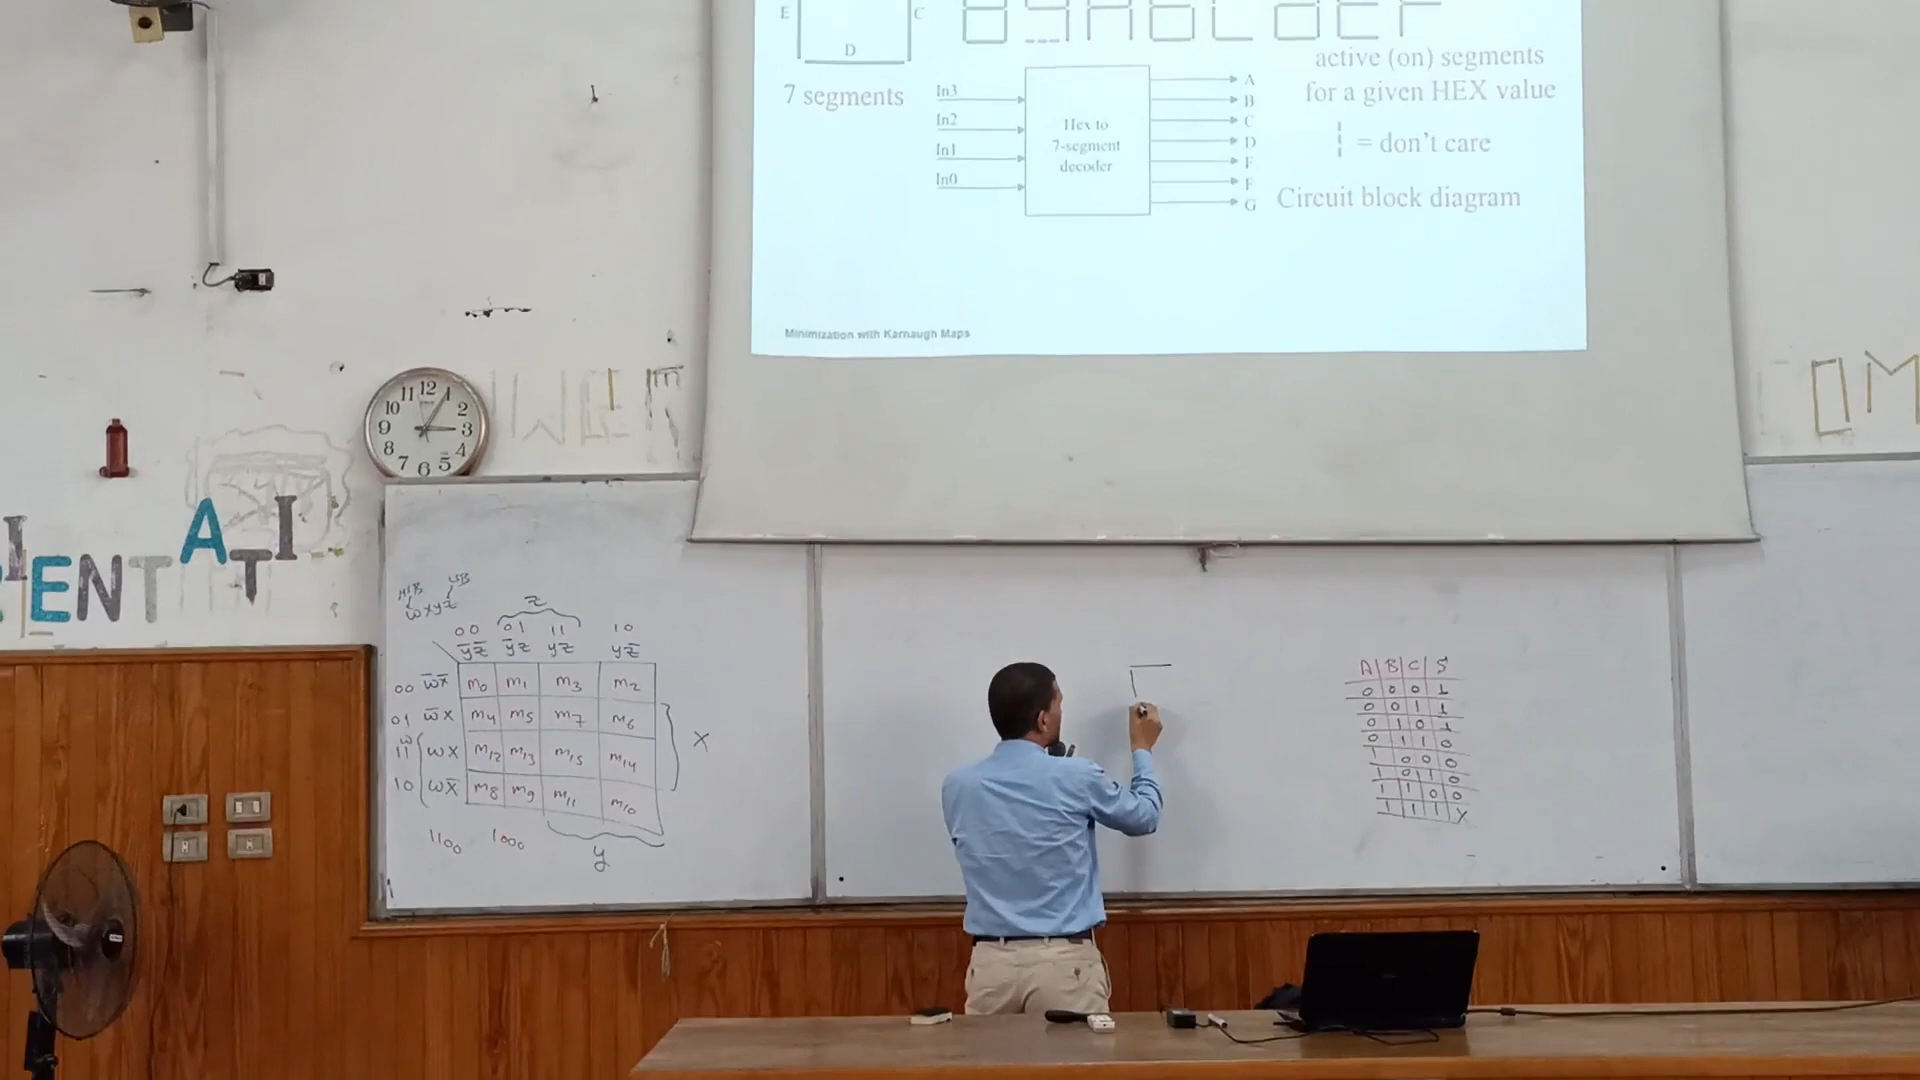 E C
D
7 segments
In3
In2
In1
In0
Hex to
7-segment
decoder
A
B
C
D
F
F
G
active (on) segments
for a given HEX value
= don't care
Circuit block diagram
Minimization with Karnaugh Maps
11 12 1
10 2
9 3
8 4
7 6 5
WER
OM
IENTATI
wxyz
z
00 01 11 10
y̅z̅ y̅z yz yz̅
00 w̅x̅ m0 m1 m3 m2
01 w̅x m4 m5 m7 m6
w
11 wx m12 m13 m15 m14
10 wx̅ m8 m9 m11 m10
x
1100 1000
y
A B C S
0 0 0 1
0 0 1 1
0 1 0 1
0 1 1 0
1 0 0 0
1 0 1 0
1 1 0 0
1 1 1 X